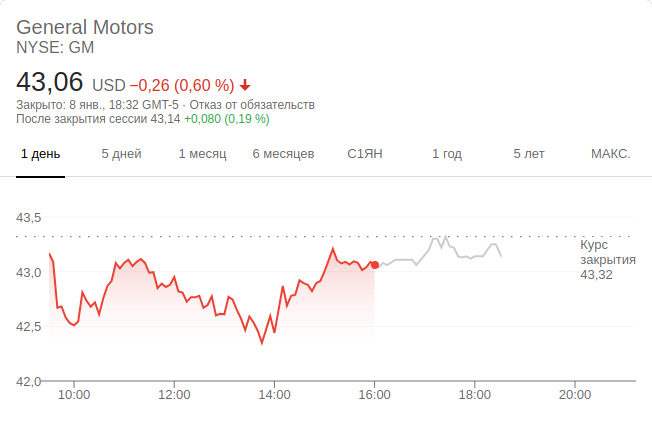 General Motors
NYSE: GM
43,06 USD −0,26 (0,60 %)
Закрыто: 8 янв., 18:32 GMT-5 · Отказ от обязательств
После закрытия сессии 43,14 +0,080 (0,19 %)
1 день 5 дней 1 месяц 6 месяцев С1ЯН 1 год 5 лет МАКС.
43,5
Курс
закрытия
43,32
43,0
42,5
42,0
10:00 12:00 14:00 16:00 18:00 20:00